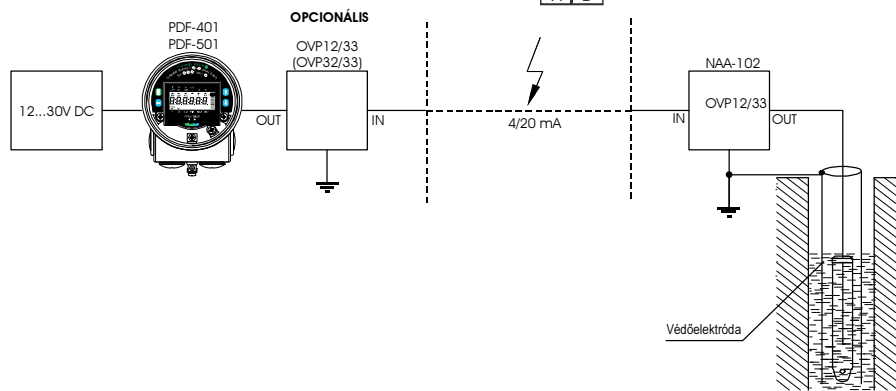 OPCIONÁLIS
PDF-401
PDF-501
OVP12/33
(OVP32/33)
NAA-102
12...30V DC
OVP12/33
OUT
IN
4/20 mA
IN
OUT
Védőelektróda